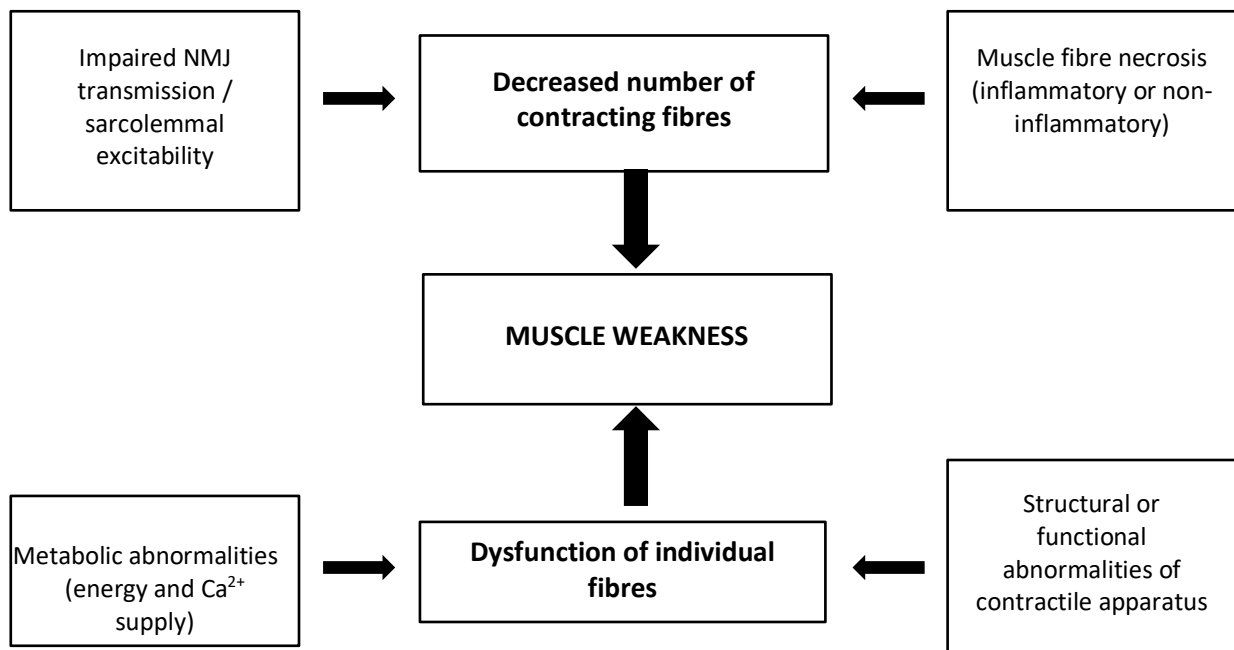 Impaired NMJ
transmission /
sarcolemmal
excitability
Decreased number of
contracting fibres
Muscle fibre necrosis
(inflammatory or non-
inflammatory)
MUSCLE WEAKNESS
Metabolic abnormalities
(energy and Ca²⁺
supply)
Dysfunction of individual
fibres
Structural or
functional
abnormalities of
contractile apparatus